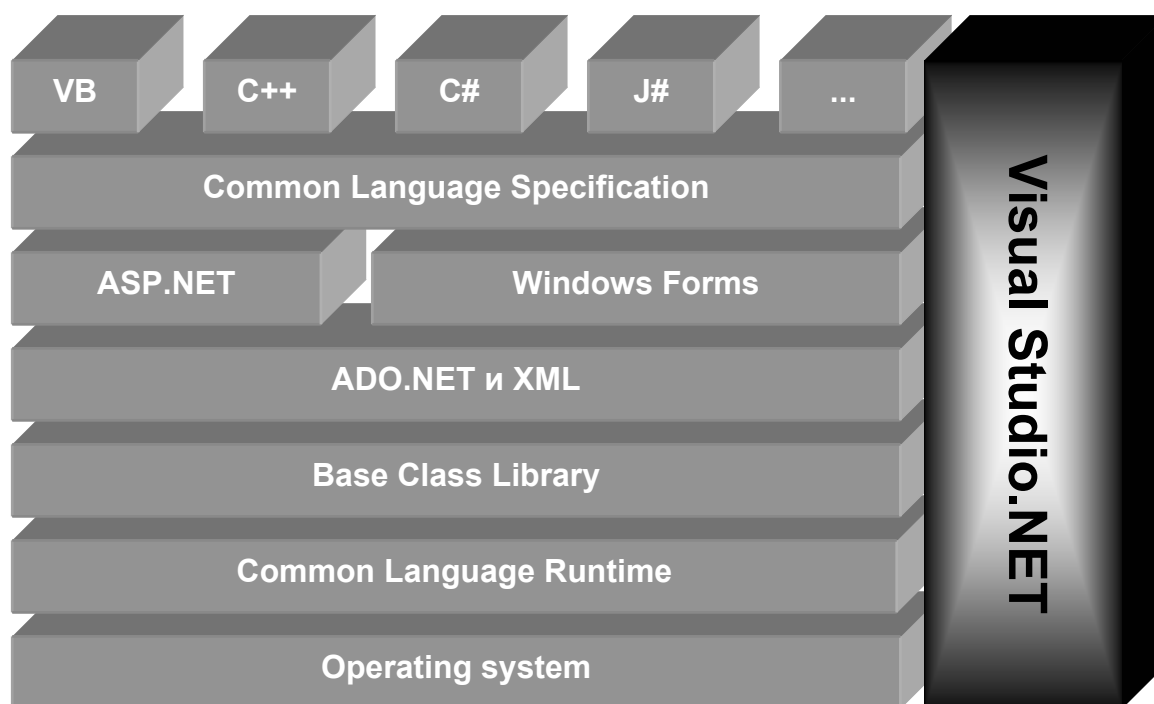 VB
C++
C#
J#
...
Common Language Specification
ASP.NET
Windows Forms
ADO.NET и XML
Base Class Library
Common Language Runtime
Operating system
Visual Studio.NET